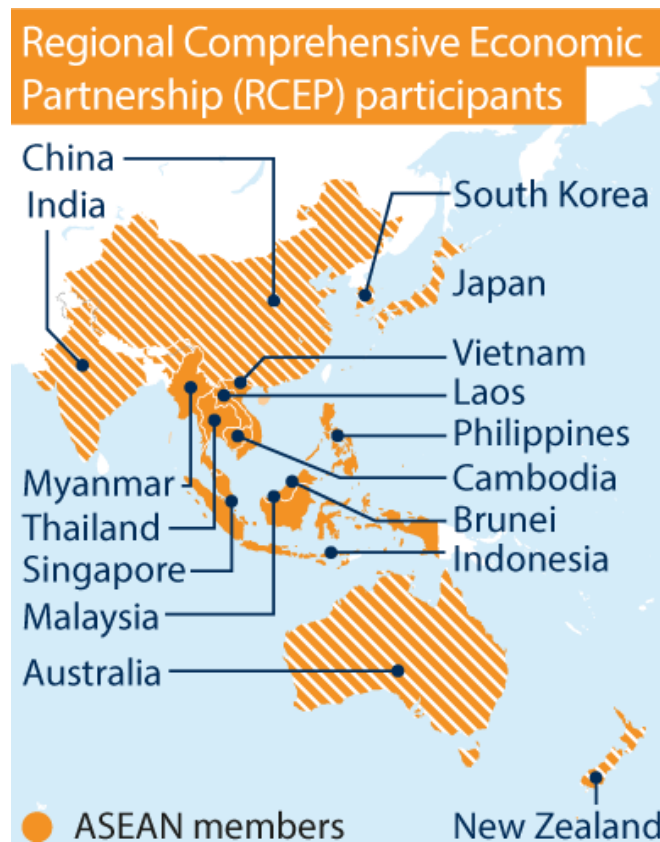 Regional Comprehensive Economic
Partnership (RCEP) participants
China
India
South Korea
Japan
Vietnam
Laos
Philippines
Cambodia
Brunei
Indonesia
Myanmar
Thailand
Singapore
Malaysia
Australia
ASEAN members
New Zealand